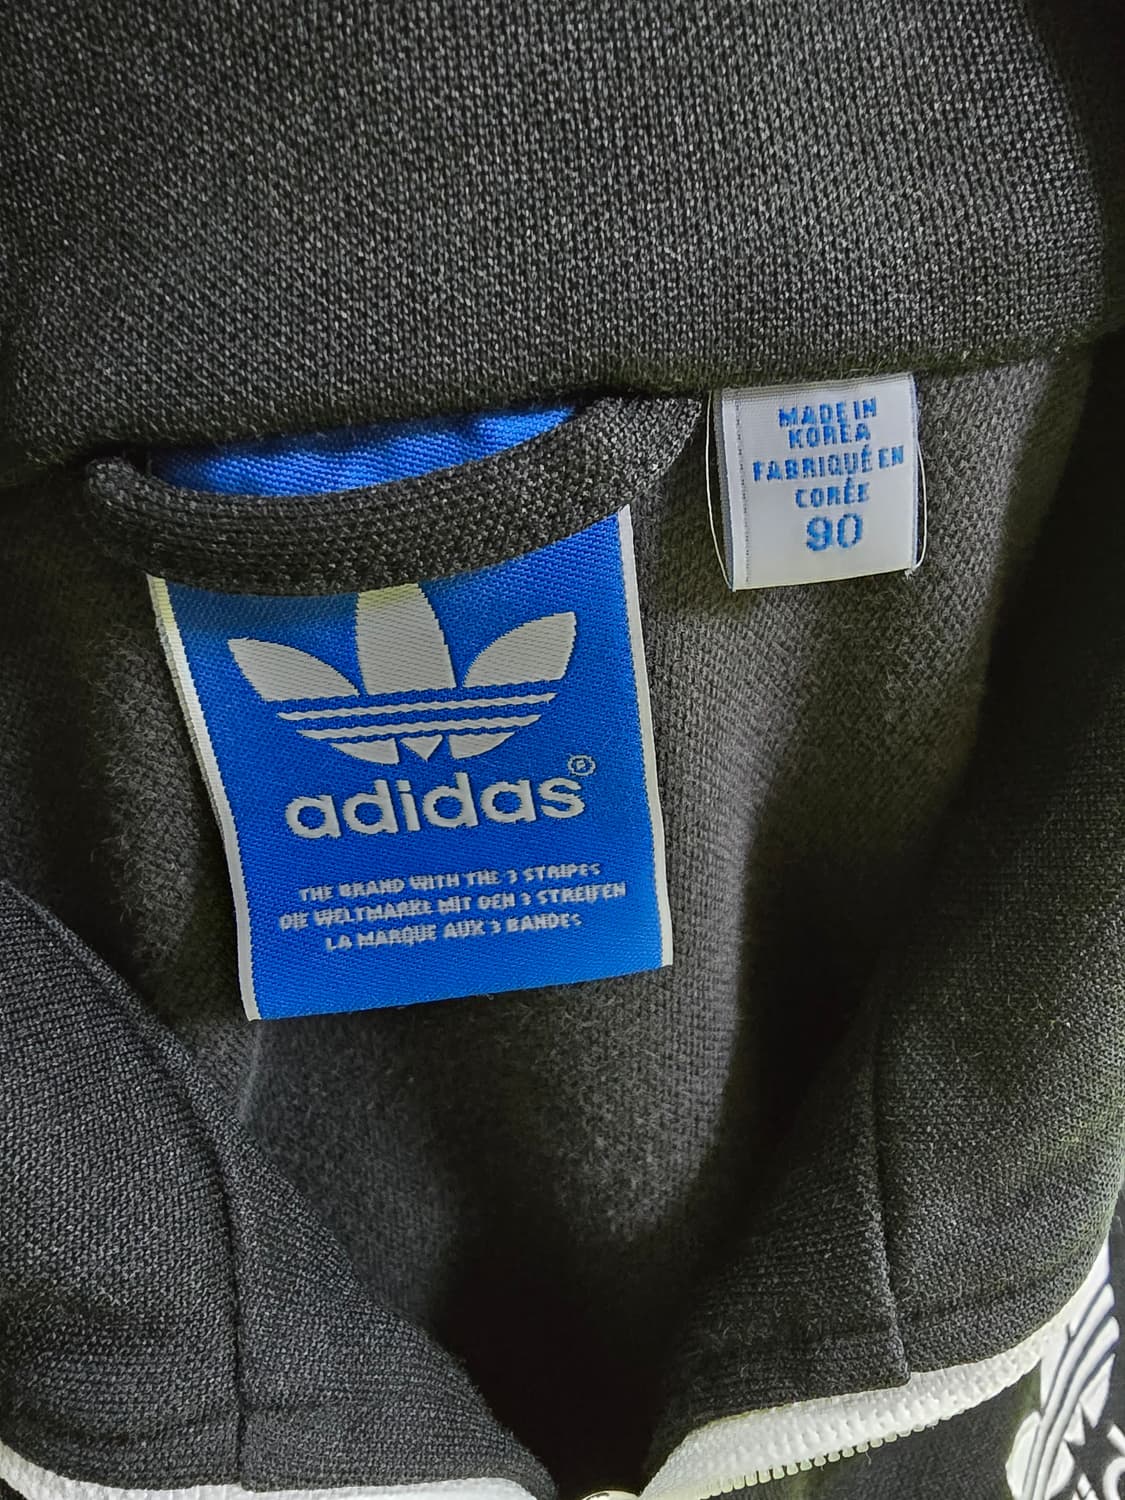 MADE IN
KOREA
FABRIQUÉ EN
CORÉE
90
adidas®
THE BRAND WITH THE 3 STRIPES
DIE WELTMARKE MIT DEN 3 STREIFEN
LA MARQUE AUX 3 BANDES